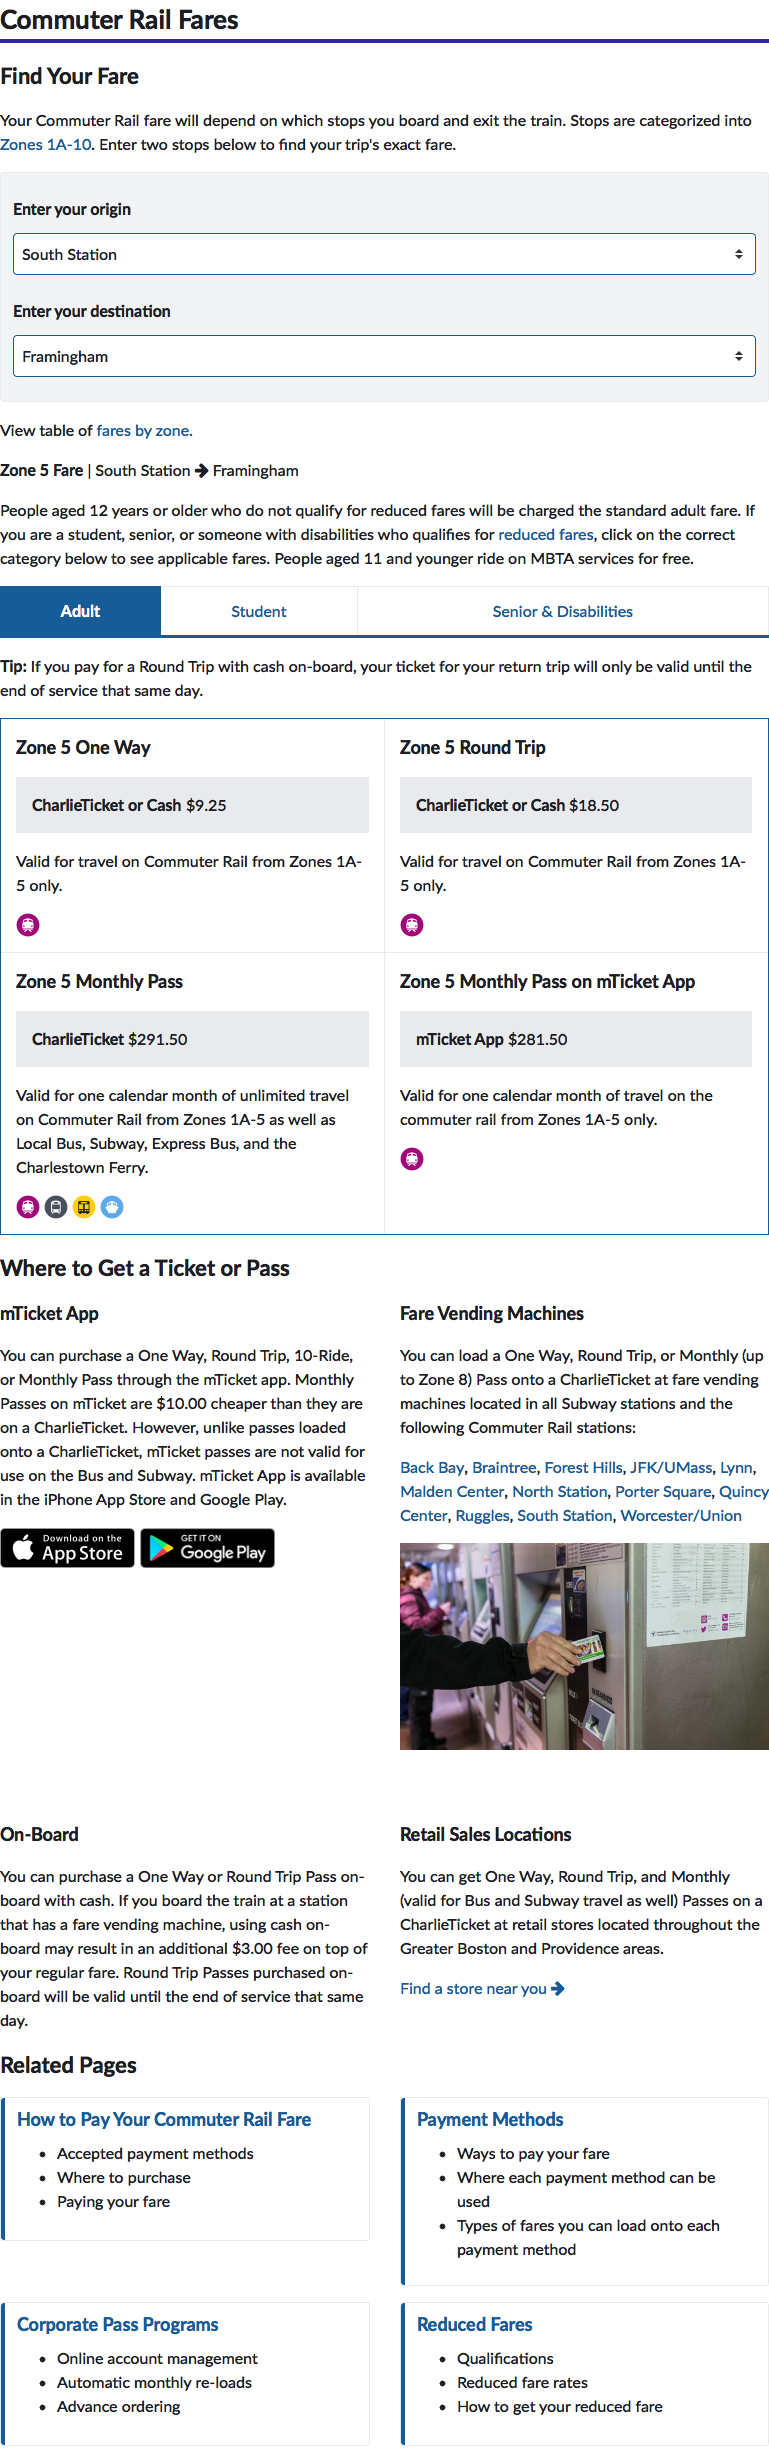 Commuter Rail Fares
Find Your Fare
Your Commuter Rail fare will depend on which stops you board and exit the train. Stops are categorized into
Zones 1A-10. Enter two stops below to find your trip's exact fare.
Enter your origin
South Station
Enter your destination
Framingham
View table of fares by zone.
Zone 5 Fare | South Station → Framingham
People aged 12 years or older who do not qualify for reduced fares will be charged the standard adult fare. If
you are a student, senior, or someone with disabilities who qualifies for reduced fares, click on the correct
category below to see applicable fares. People aged 11 and younger ride on MBTA services for free.
Adult
Student
Senior & Disabilities
Tip: If you pay for a Round Trip with cash on-board, your ticket for your return trip will only be valid until the
end of service that same day.
Zone 5 One Way
CharlieTicket or Cash $9.25
Valid for travel on Commuter Rail from Zones 1A-
5 only.
Zone 5 Round Trip
CharlieTicket or Cash $18.50
Valid for travel on Commuter Rail from Zones 1A-
5 only.
Zone 5 Monthly Pass
CharlieTicket $291.50
Valid for one calendar month of unlimited travel
on Commuter Rail from Zones 1A-5 as well as
Local Bus, Subway, Express Bus, and the
Charlestown Ferry.
Zone 5 Monthly Pass on mTicket App
mTicket App $281.50
Valid for one calendar month of travel on the
commuter rail from Zones 1A-5 only.
Where to Get a Ticket or Pass
mTicket App
You can purchase a One Way, Round Trip, 10-Ride,
or Monthly Pass through the mTicket app. Monthly
Passes on mTicket are $10.00 cheaper than they are
on a CharlieTicket. However, unlike passes loaded
onto a CharlieTicket, mTicket passes are not valid for
use on the Bus and Subway. mTicket App is available
in the iPhone App Store and Google Play.
Download on the
App Store
GET IT ON
Google Play
Fare Vending Machines
You can load a One Way, Round Trip, or Monthly (up
to Zone 8) Pass onto a CharlieTicket at fare vending
machines located in all Subway stations and the
following Commuter Rail stations:
Back Bay, Braintree, Forest Hills, JFK/UMass, Lynn,
Malden Center, North Station, Porter Square, Quincy
Center, Ruggles, South Station, Worcester/Union
On-Board
You can purchase a One Way or Round Trip Pass on-
board with cash. If you board the train at a station
that has a fare vending machine, using cash on-
board may result in an additional $3.00 fee on top of
your regular fare. Round Trip Passes purchased on-
board will be valid until the end of service that same
day.
Retail Sales Locations
You can get One Way, Round Trip, and Monthly
(valid for Bus and Subway travel as well) Passes on a
CharlieTicket at retail stores located throughout the
Greater Boston and Providence areas.
Find a store near you →
Related Pages
How to Pay Your Commuter Rail Fare
• Accepted payment methods
• Where to purchase
• Paying your fare
Payment Methods
• Ways to pay your fare
• Where each payment method can be
used
• Types of fares you can load onto each
payment method
Corporate Pass Programs
• Online account management
• Automatic monthly re-loads
• Advance ordering
Reduced Fares
• Qualifications
• Reduced fare rates
• How to get your reduced fare